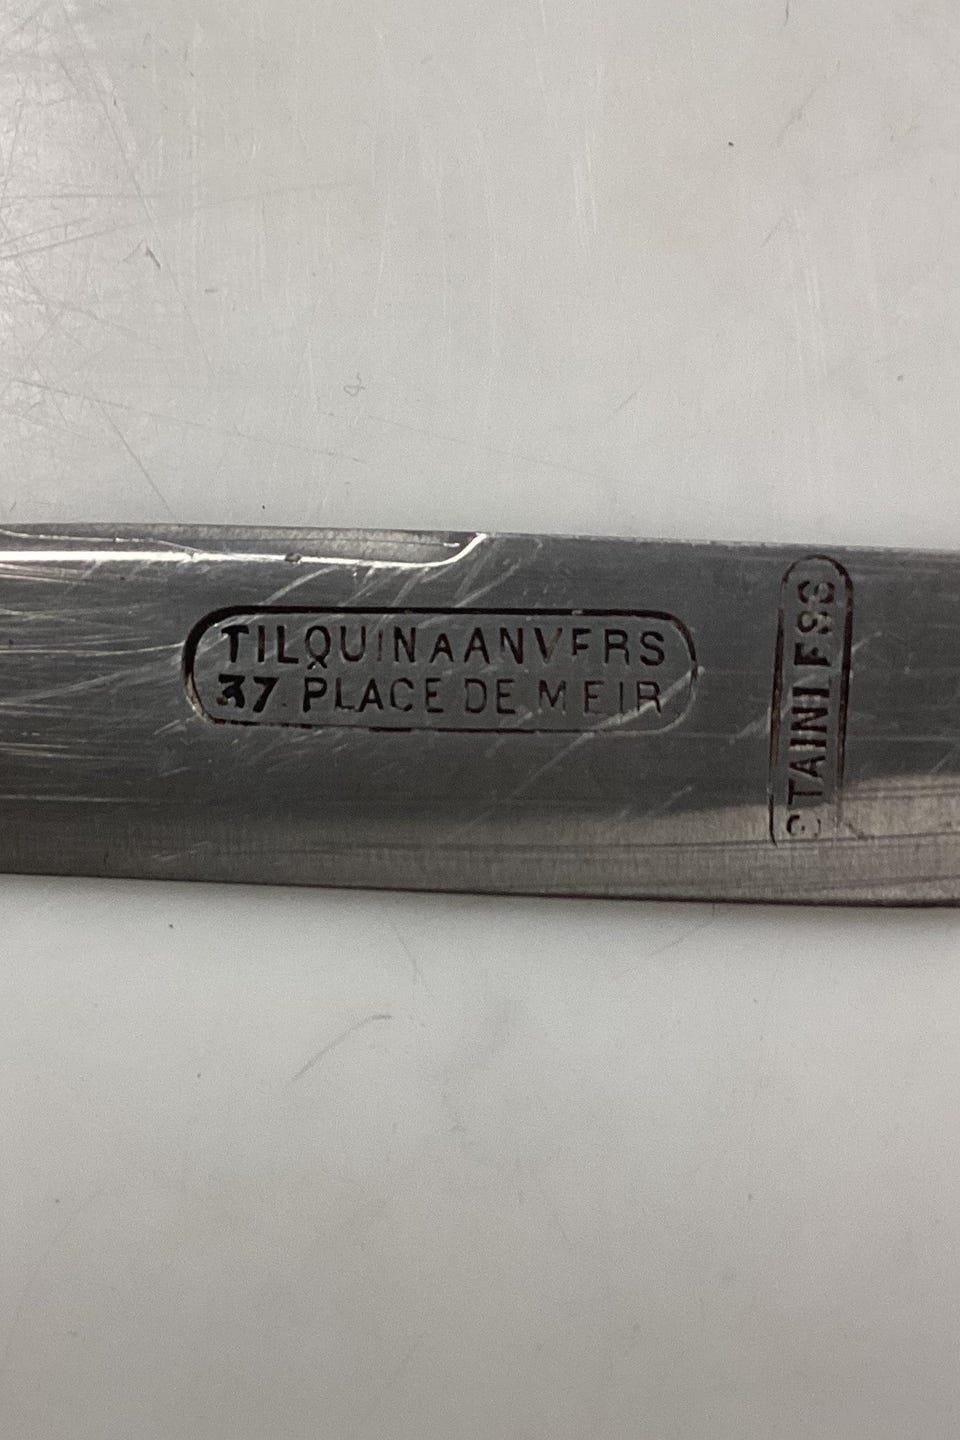 TILQUIN A ANVERS
37. PLACE DE MEIR
STAINLESS